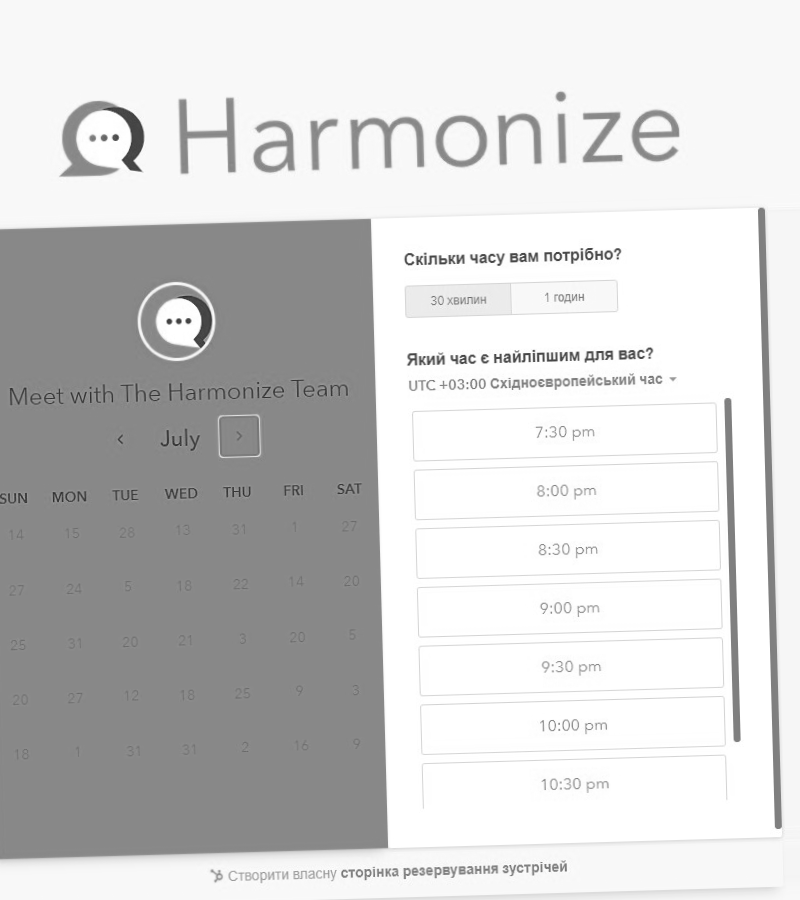 Harmonize
Meet with The Harmonize Team
July
SUN MON TUE WED THU FRI SAT
14 15 28 13 31 1 27
27 24 5 18 22 14 20
25 31 20 21 3 20 5
20 27 12 18 25 9 3
18 1 31 31 2 16 9
Скільки часу вам потрібно?
30 хвилин 1 годин
Який час є найліпшим для вас?
UTC +03:00 Східноєвропейський час
7:30 pm
8:00 pm
8:30 pm
9:00 pm
9:30 pm
10:00 pm
10:30 pm
Створити власну сторінка резервування зустрічей